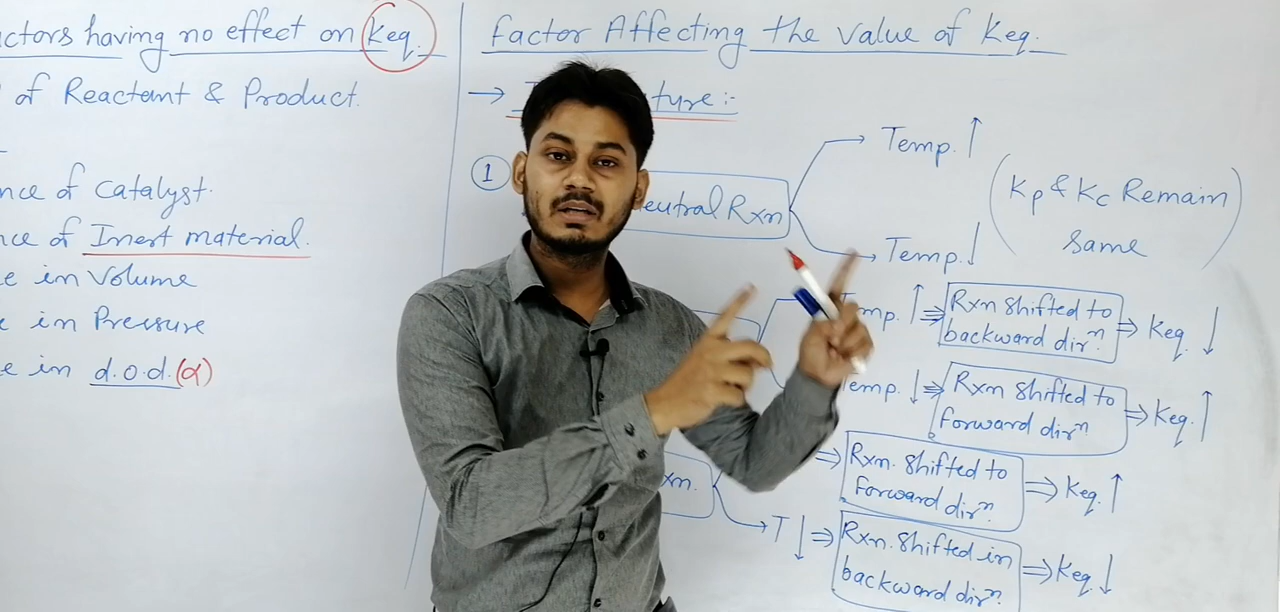 ctors having no effect on Keq.
of Reactant & Product.
nce of Catalyst.
nce of Inert material.
e in Volume
e in Pressure
e in d.o.d.(α)
Factor Affecting the Value of Keq.
→ ture:-
① eutral Rxn
Temp. ↑
Temp. ↓
(Kp & Kc Remain
same)
mp. ↑ ⇒ Rxn shifted to
backward dirⁿ. ⇒ Keq. ↓
Temp. ↓ ⇒ Rxn shifted to
forward dirⁿ. ⇒ Keq. ↑
xn.
⇒ Rxn. shifted to
forward dirⁿ. ⇒ Keq. ↑
T ↓ ⇒ Rxn. shifted in
backward dirⁿ. ⇒ Keq. ↓